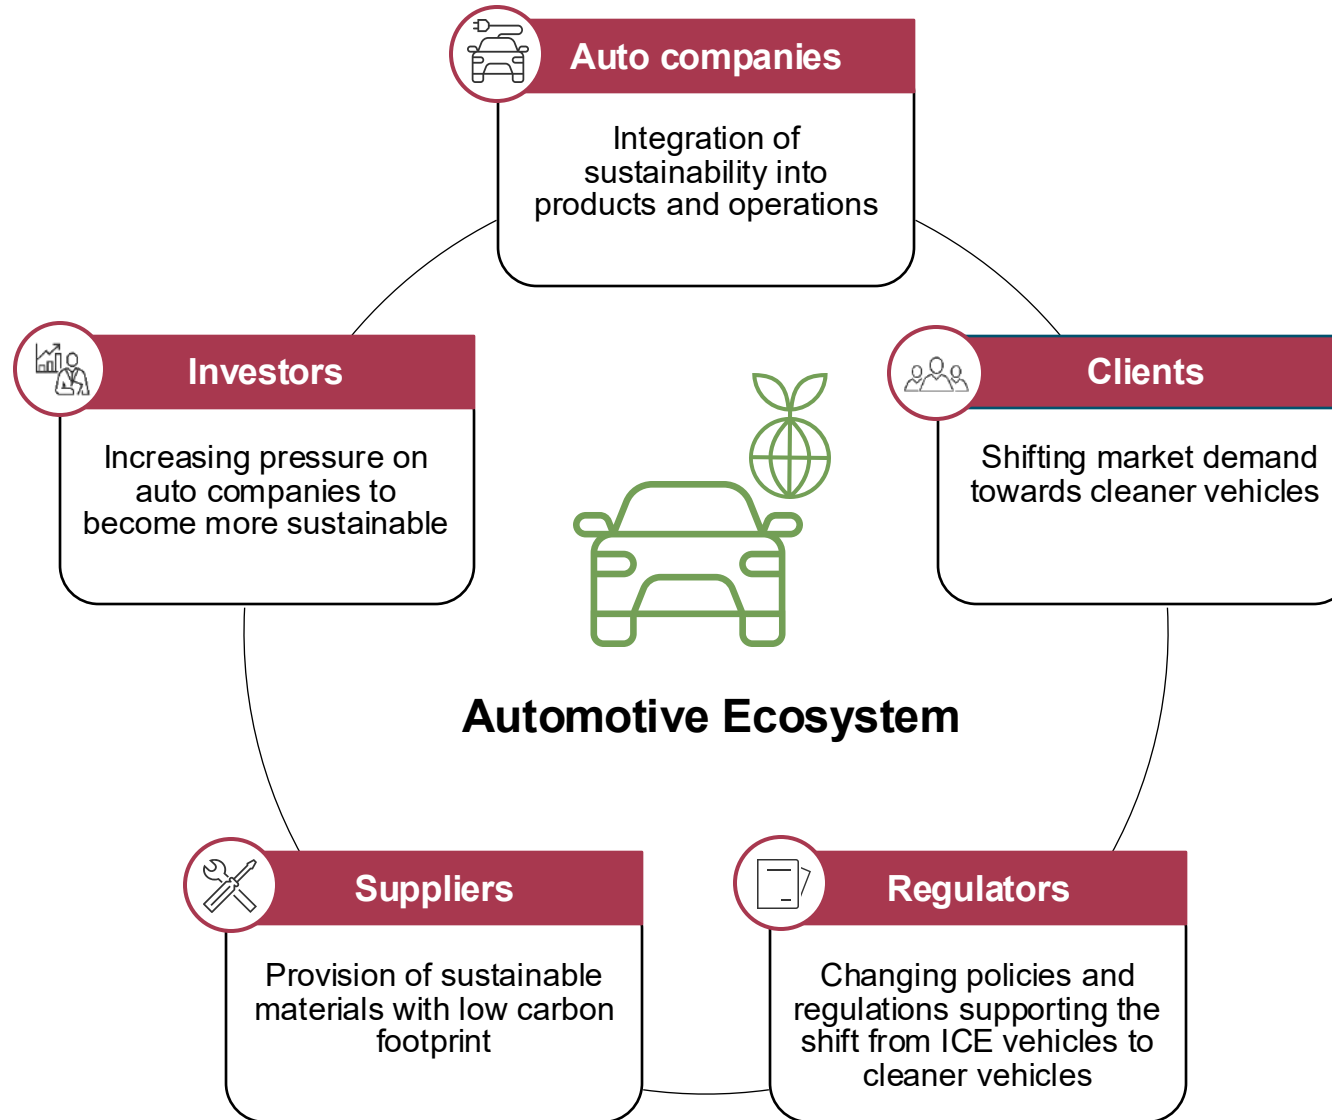 Auto companies
Integration of
sustainability into
products and operations
Investors
Increasing pressure on
auto companies to
become more sustainable
Clients
Shifting market demand
towards cleaner vehicles
Automotive Ecosystem
Suppliers
Provision of sustainable
materials with low carbon
footprint
Regulators
Changing policies and
regulations supporting the
shift from ICE vehicles to
cleaner vehicles